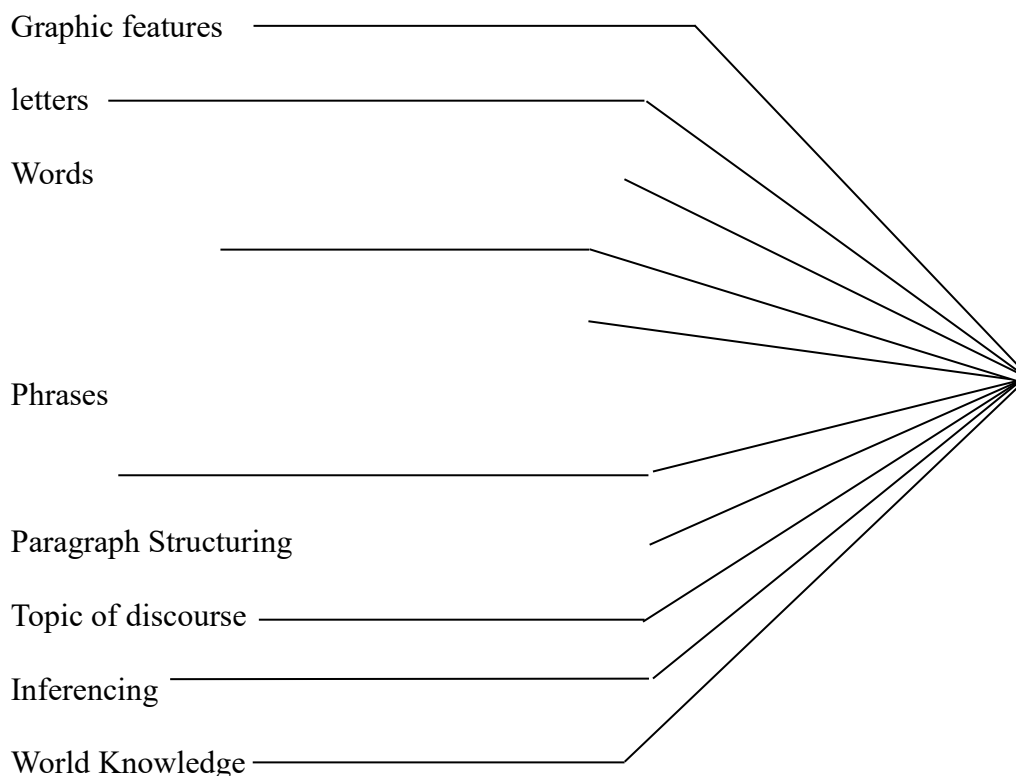 Graphic features
letters
Words
Phrases
Paragraph Structuring
Topic of discourse
Inferencing
World Knowledge